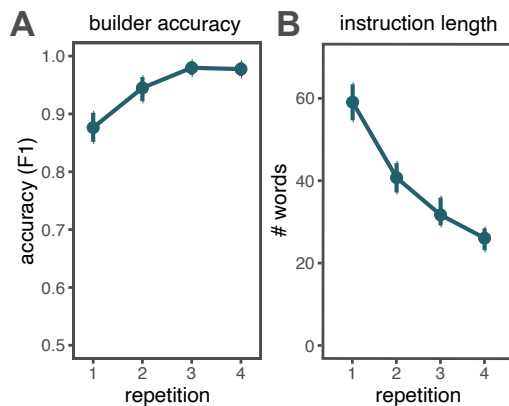 A builder accuracy
accuracy (F1)
1.0
0.9
0.8
0.7
0.6
0.5
1 2 3 4
repetition
B instruction length
# words
60
40
20
0
1 2 3 4
repetition